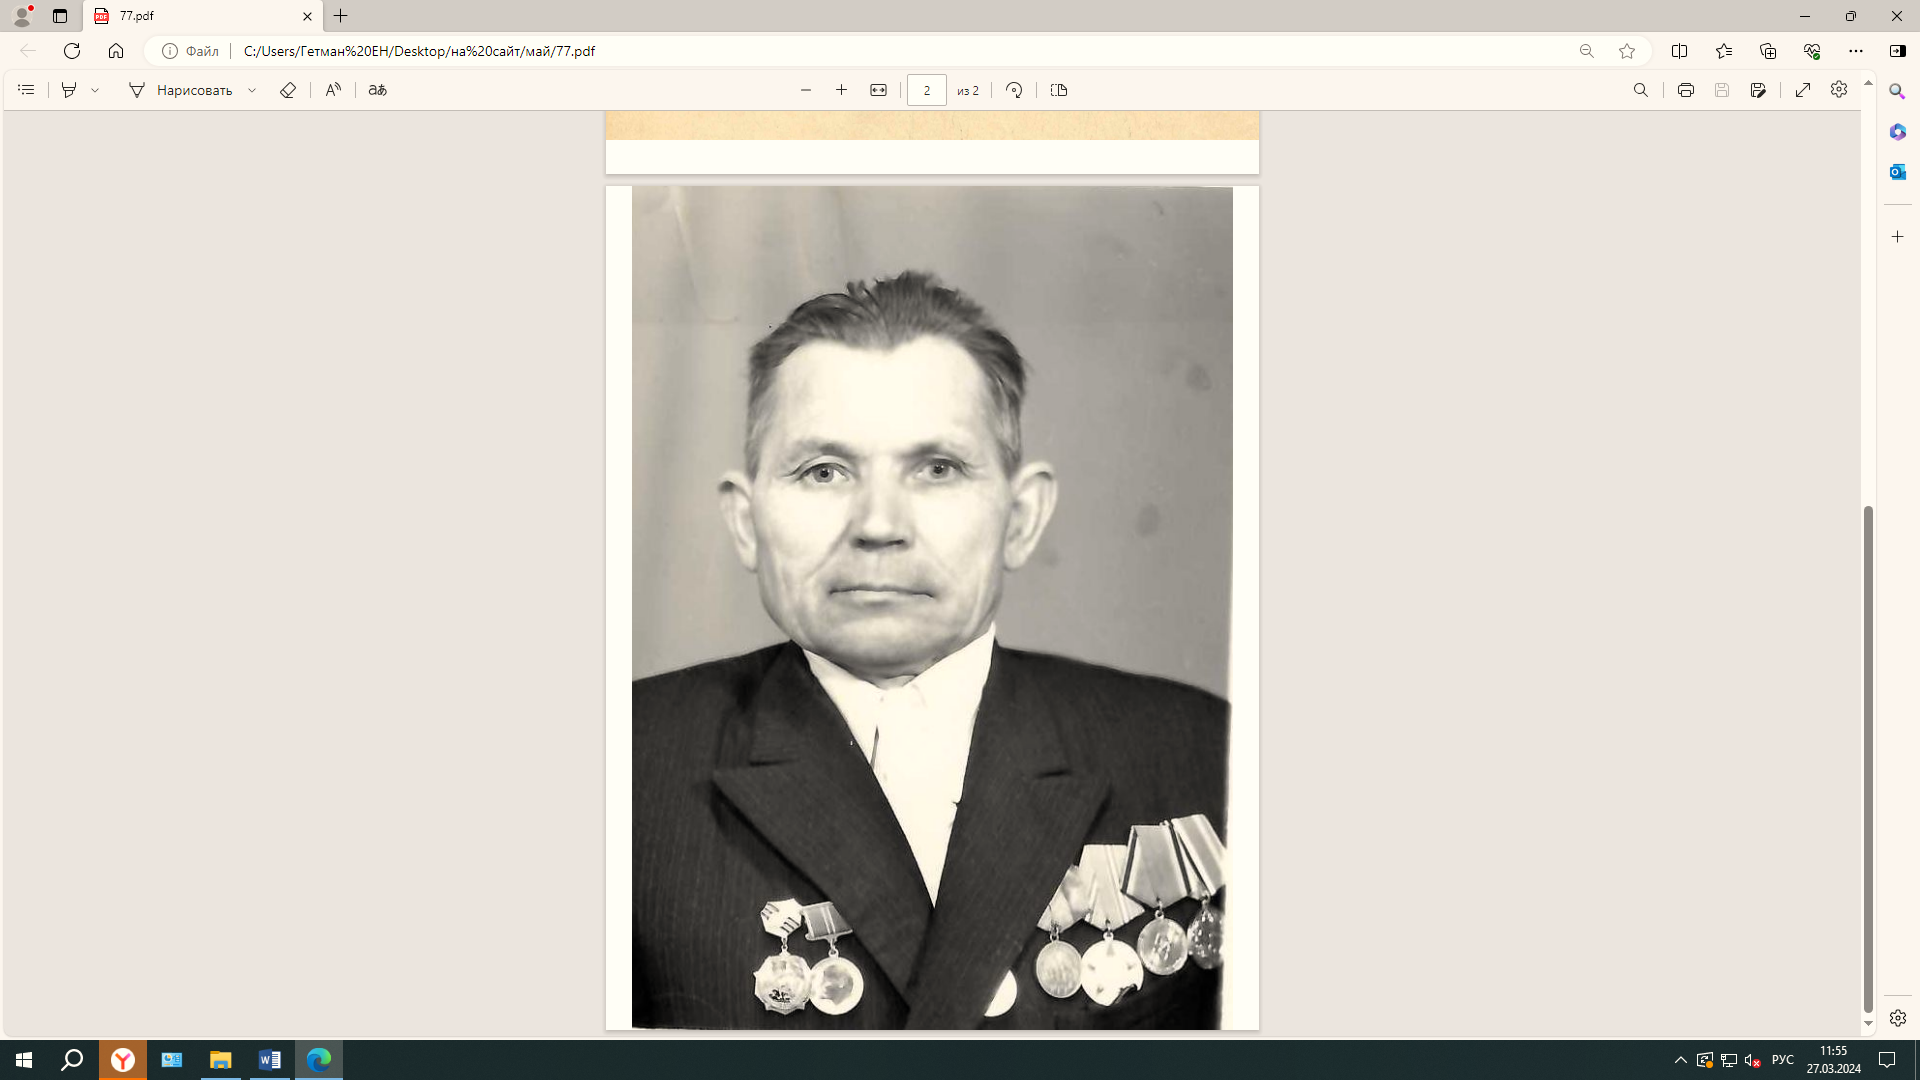 77.pdf
Файл
C:/Users/Гетман%20ЕН/Desktop/на%20сайт/май/77.pdf
Нарисовать
2 из 2
РУС
11:55
27.03.2024